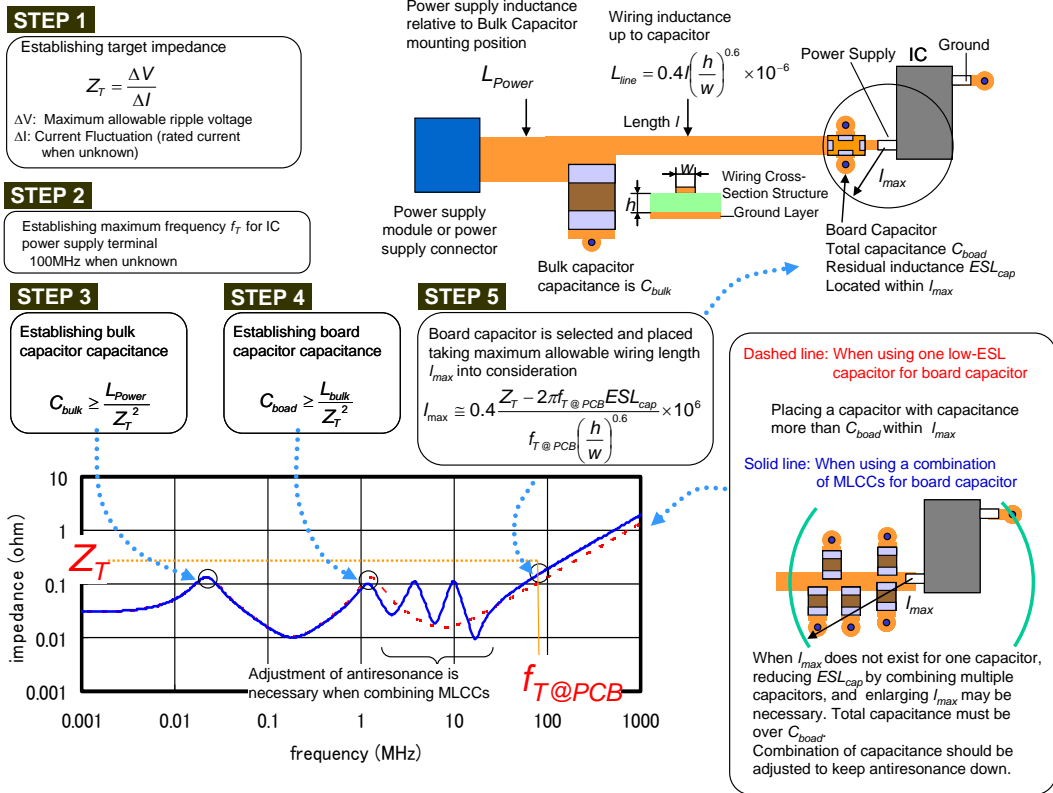 STEP 1
Establishing target impedance
Z_T = ΔV / ΔI
ΔV: Maximum allowable ripple voltage
ΔI: Current Fluctuation (rated current
when unknown)
STEP 2
Establishing maximum frequency f_T for IC
power supply terminal
100MHz when unknown
Power supply inductance
relative to Bulk Capacitor
mounting position
L_Power
Wiring inductance
up to capacitor
L_line = 0.4l(h/w)^0.6 ×10^−6
Length l
Power Supply
IC
Ground
l_max
w
h
Wiring Cross-
Section Structure
Ground Layer
Power supply
module or power
supply connector
Bulk capacitor
capacitance is C_bulk
Board Capacitor
Total capacitance C_boad
Residual inductance ESL_cap
Located within l_max
STEP 3
Establishing bulk
capacitor capacitance
C_bulk ≥ L_Power / Z_T^2
STEP 4
Establishing board
capacitor capacitance
C_boad ≥ L_bulk / Z_T^2
STEP 5
Board capacitor is selected and placed
taking maximum allowable wiring length
l_max into consideration
l_max ≅ 0.4 (Z_T − 2πf_T@PCB ESL_cap) / (f_T@PCB (h/w)^0.6) ×10^6
Dashed line: When using one low-ESL
capacitor for board capacitor
Placing a capacitor with capacitance
more than C_boad within l_max
Solid line: When using a combination
of MLCCs for board capacitor
l_max
When l_max does not exist for one capacitor,
reducing ESL_cap by combining multiple
capacitors, and enlarging l_max may be
necessary. Total capacitance must be
over C_boad.
Combination of capacitance should be
adjusted to keep antiresonance down.
impedance (ohm)
10
1
0.1
0.01
0.001
Z_T
Adjustment of antiresonance is
necessary when combining MLCCs
f_T@PCB
0.001 0.01 0.1 1 10 100 1000
frequency (MHz)